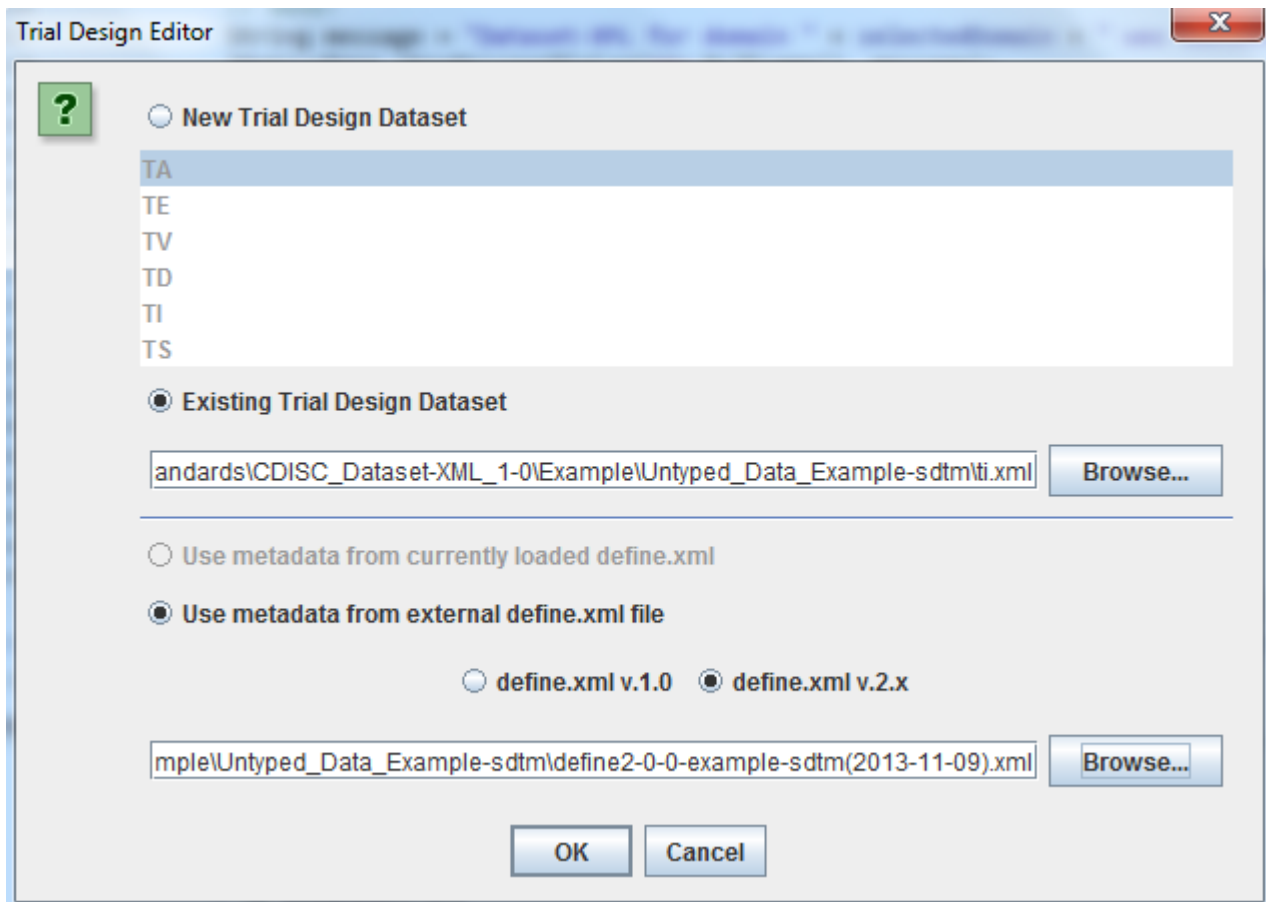 Trial Design Editor
?
New Trial Design Dataset
TA
TE
TV
TD
TI
TS
Existing Trial Design Dataset
andards\CDISC_Dataset-XML_1-0\Example\Untyped_Data_Example-sdtm\ti.xml Browse...
Use metadata from currently loaded define.xml
Use metadata from external define.xml file
define.xml v.1.0 define.xml v.2.x
mple\Untyped_Data_Example-sdtm\define2-0-0-example-sdtm(2013-11-09).xml Browse...
OK Cancel